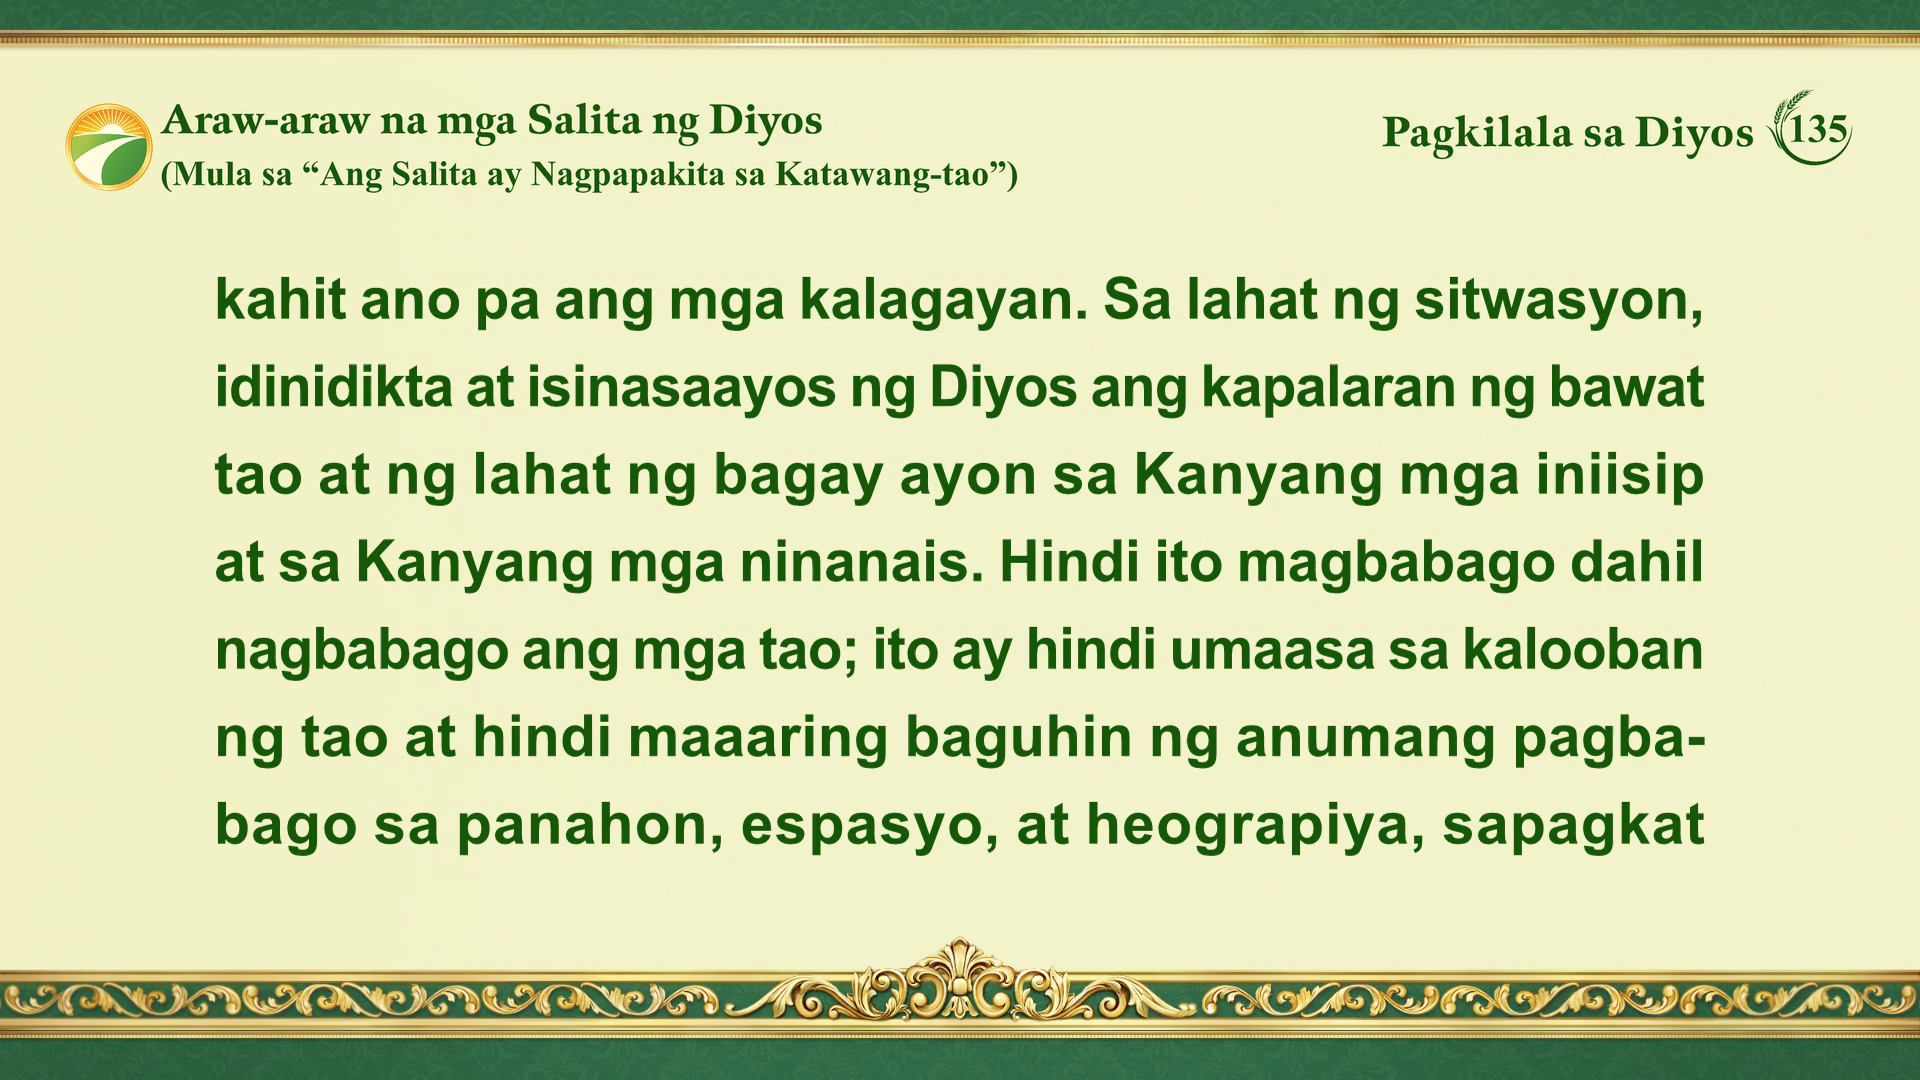 Araw-araw na mga Salita ng Diyos
(Mula sa “Ang Salita ay Nagpapakita sa Katawang-tao”)
Pagkilala sa Diyos 135
kahit ano pa ang mga kalagayan. Sa lahat ng sitwasyon,
idinidikta at isinasaayos ng Diyos ang kapalaran ng bawat
tao at ng lahat ng bagay ayon sa Kanyang mga iniisip
at sa Kanyang mga ninanais. Hindi ito magbabago dahil
nagbabago ang mga tao; ito ay hindi umaasa sa kalooban
ng tao at hindi maaaring baguhin ng anumang pagba-
bago sa panahon, espasyo, at heograpiya, sapagkat